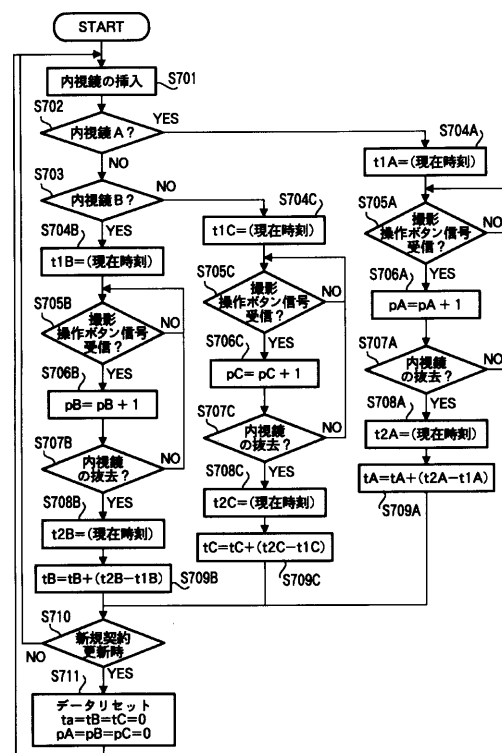 START
内視鏡の挿入
S701
S702
内視鏡A?
YES
NO
S703
内視鏡B?
NO
YES
S704A
t1A=(現在時刻)
S705A
撮影
操作ボタン信号
受信?
NO
YES
S706A
pA=pA + 1
S707A
内視鏡
の抜去?
NO
YES
S708A
t2A=(現在時刻)
tA=tA+(t2A-t1A)
S709A
S704B
t1B=(現在時刻)
S705B
撮影
操作ボタン信号
受信?
NO
YES
S706B
pB= pB + 1
S707B
内視鏡
の抜去?
NO
YES
S708B
t2B=(現在時刻)
tB=tB+(t2B-t1B)
S709B
S704C
t1C=(現在時刻)
S705C
撮影
操作ボタン信号
受信?
NO
YES
S706C
pC= pC + 1
S707C
内視鏡
の抜去?
NO
YES
S708C
t2C=(現在時刻)
tC=tC+(t2C-t1C)
S709C
S710
新規契約
更新時
NO
YES
S711
データリセット
ta=tB=tC=0
pA=pB=pC=0